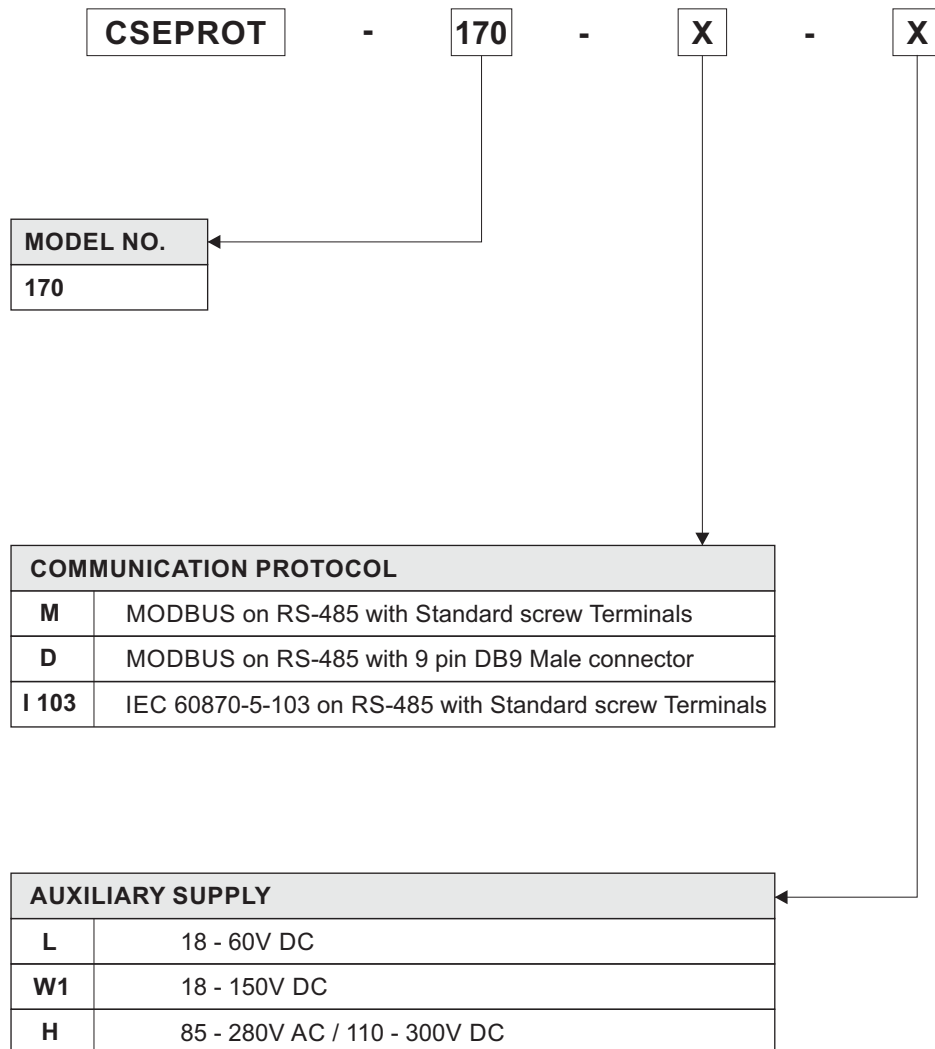 CSEPROT - 170 - X - X
MODEL NO.
170
COMMUNICATION PROTOCOL
M MODBUS on RS-485 with Standard screw Terminals
D MODBUS on RS-485 with 9 pin DB9 Male connector
I 103 IEC 60870-5-103 on RS-485 with Standard screw Terminals
AUXILIARY SUPPLY
L 18 - 60V DC
W1 18 - 150V DC
H 85 - 280V AC / 110 - 300V DC